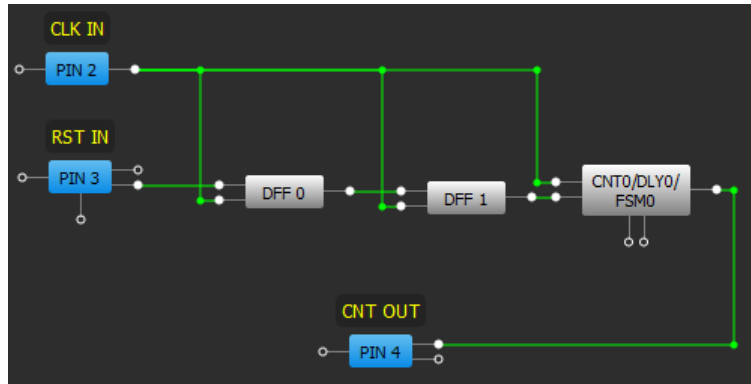 CLK IN
PIN 2
RST IN
PIN 3
DFF 0
DFF 1
CNT0/DLY0/
FSM0
CNT OUT
PIN 4